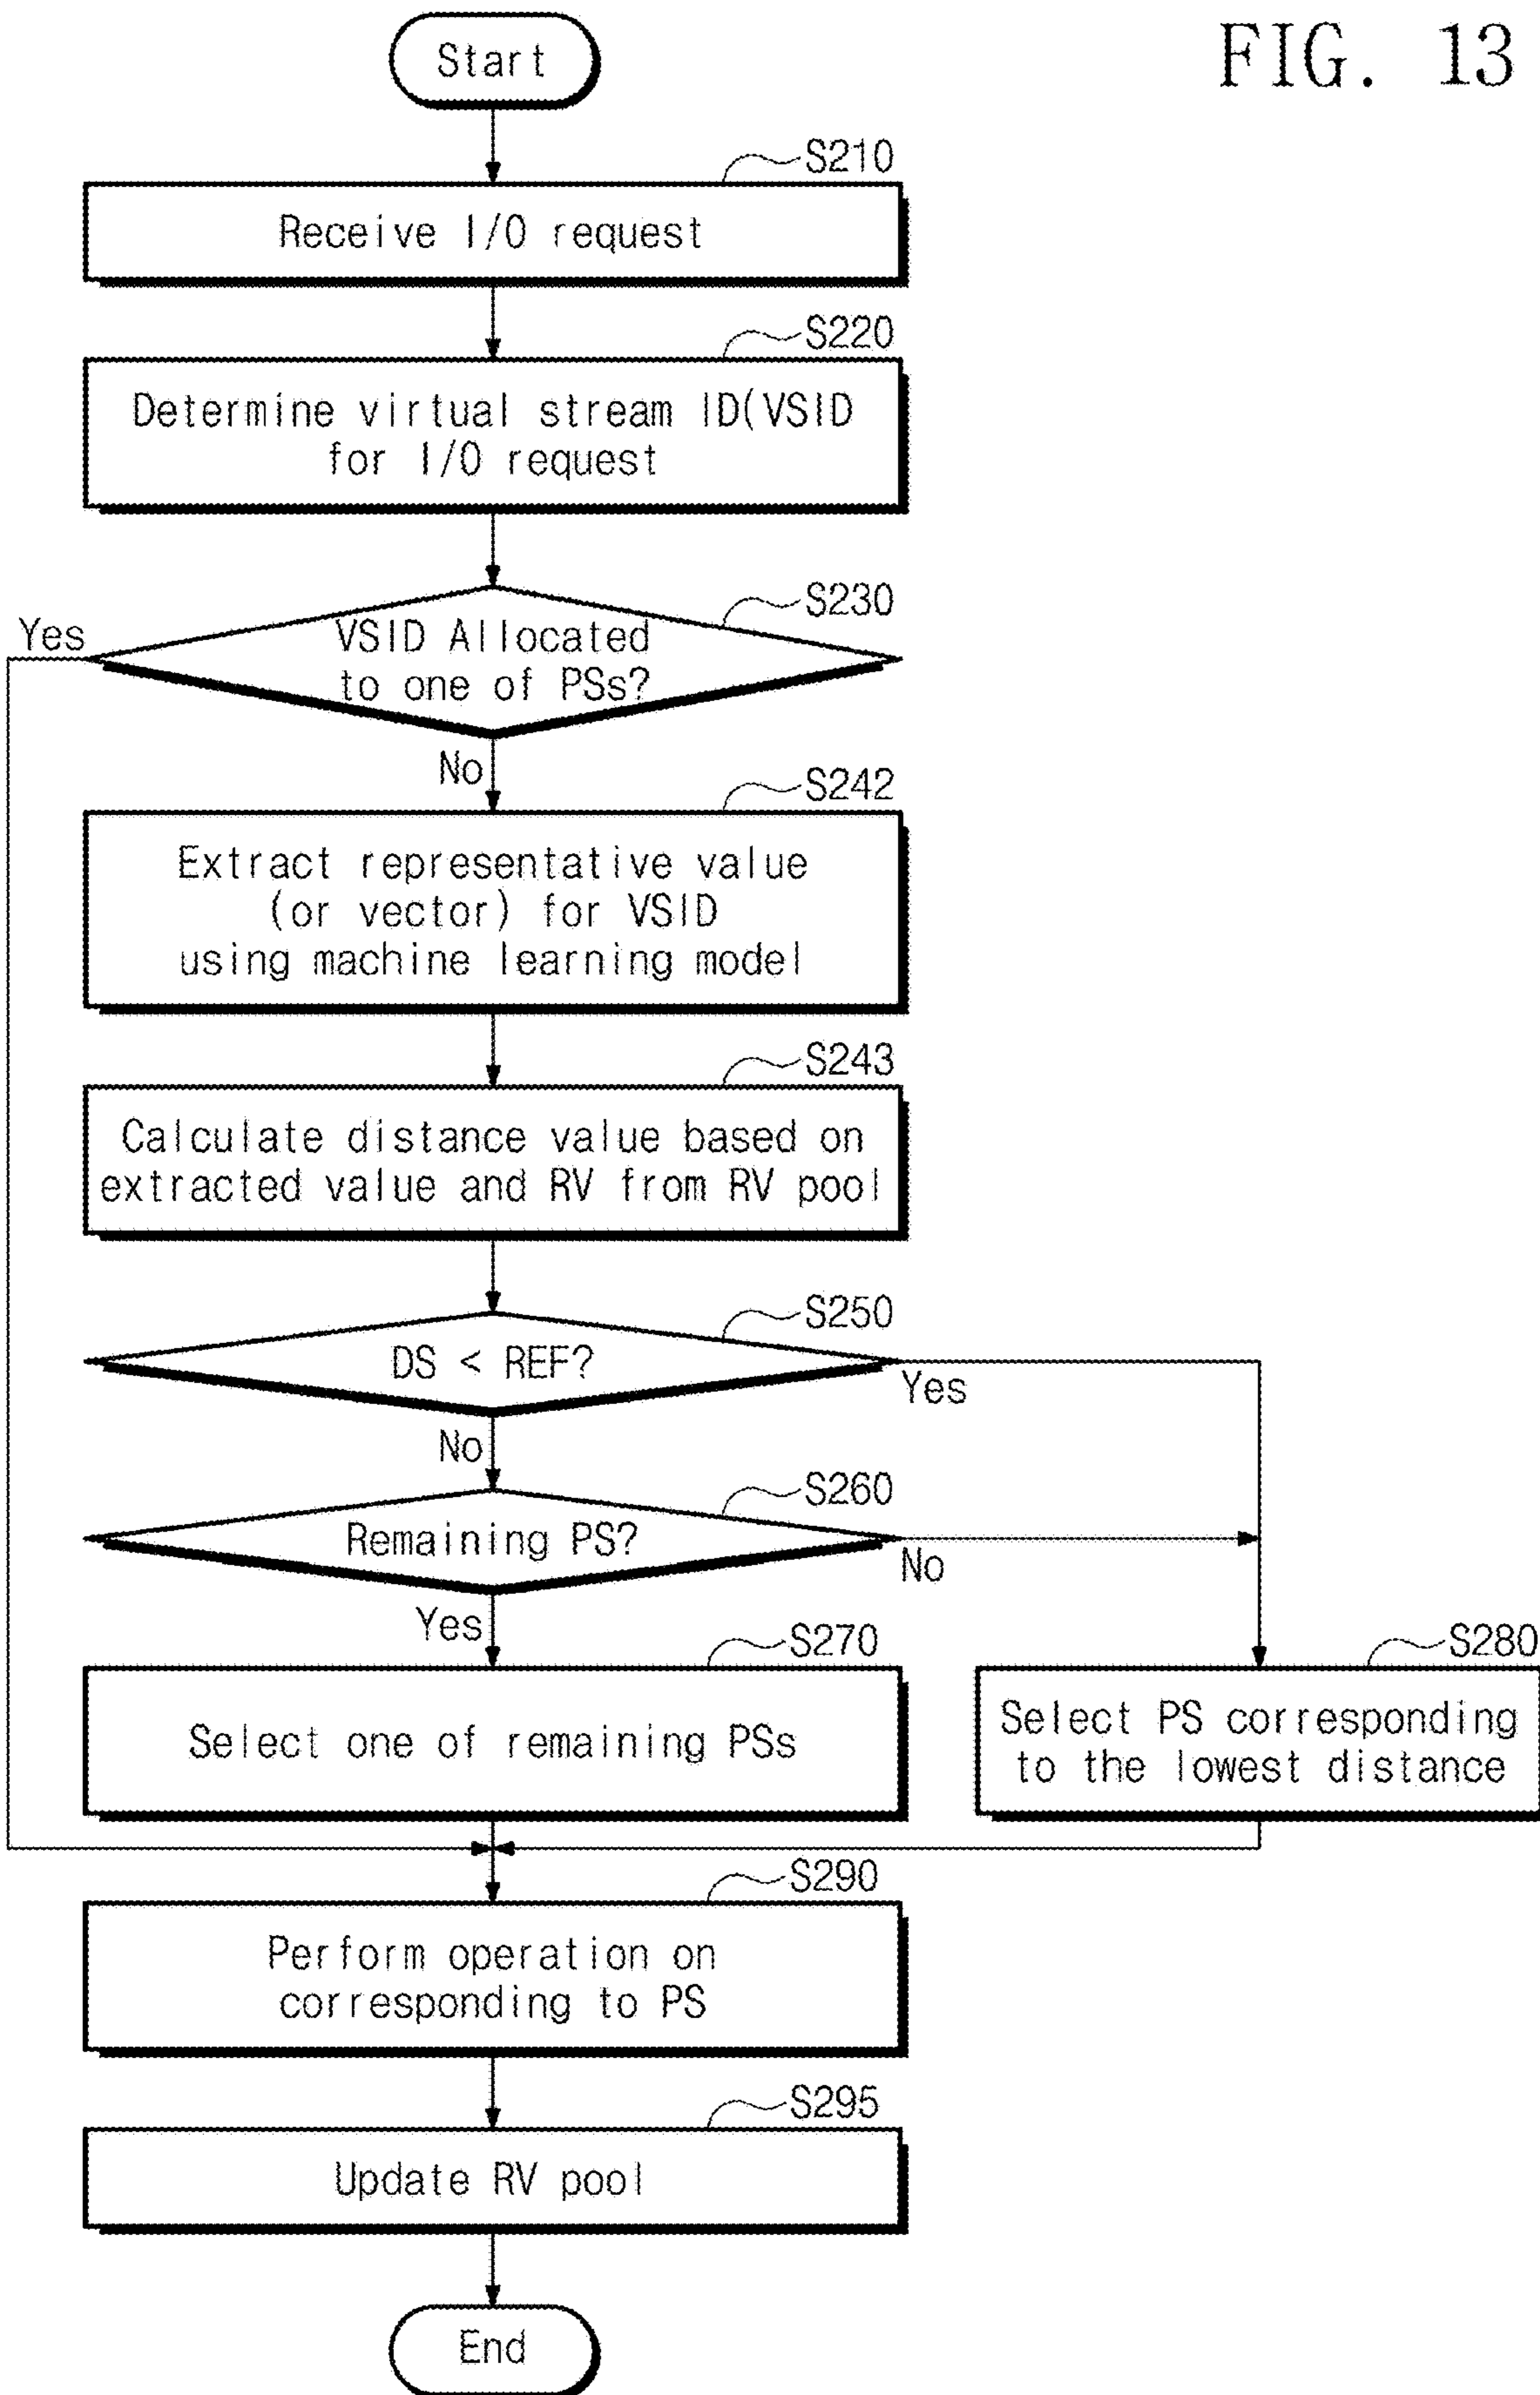 FIG. 13
Start
S210
Receive I/O request
S220
Determine virtual stream ID(VSID
for I/O request
S230
Yes
VSID Allocated
to one of PSs?
No
S242
Extract representative value
(or vector) for VSID
using machine learning model
S243
Calculate distance value based on
extracted value and RV from RV pool
S250
DS < REF?
Yes
No
S260
Remaining PS?
No
Yes
S270
Select one of remaining PSs
S280
Select PS corresponding
to the lowest distance
S290
Perform operation on
corresponding to PS
S295
Update RV pool
End